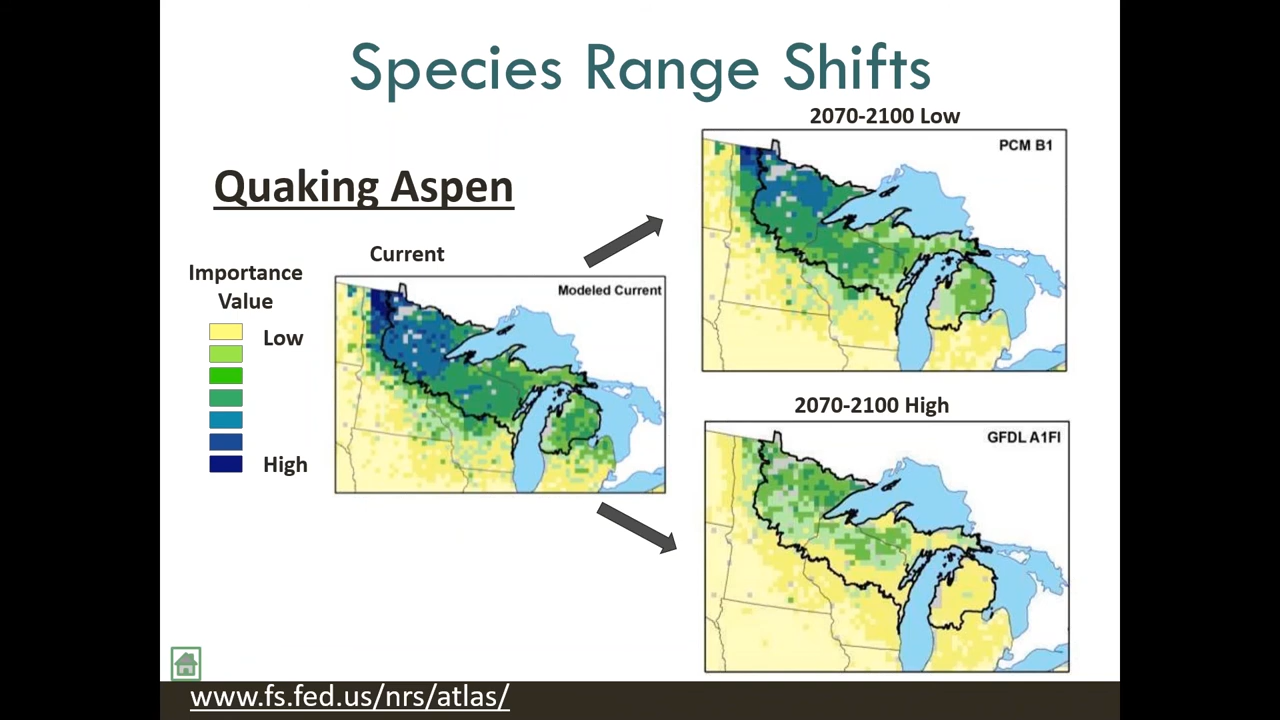 Species Range Shifts
2070-2100 Low
PCM B1
Quaking Aspen
Current
Importance
Value
Low
High
Modeled Current
2070-2100 High
GFDL A1FI
www.fs.fed.us/nrs/atlas/